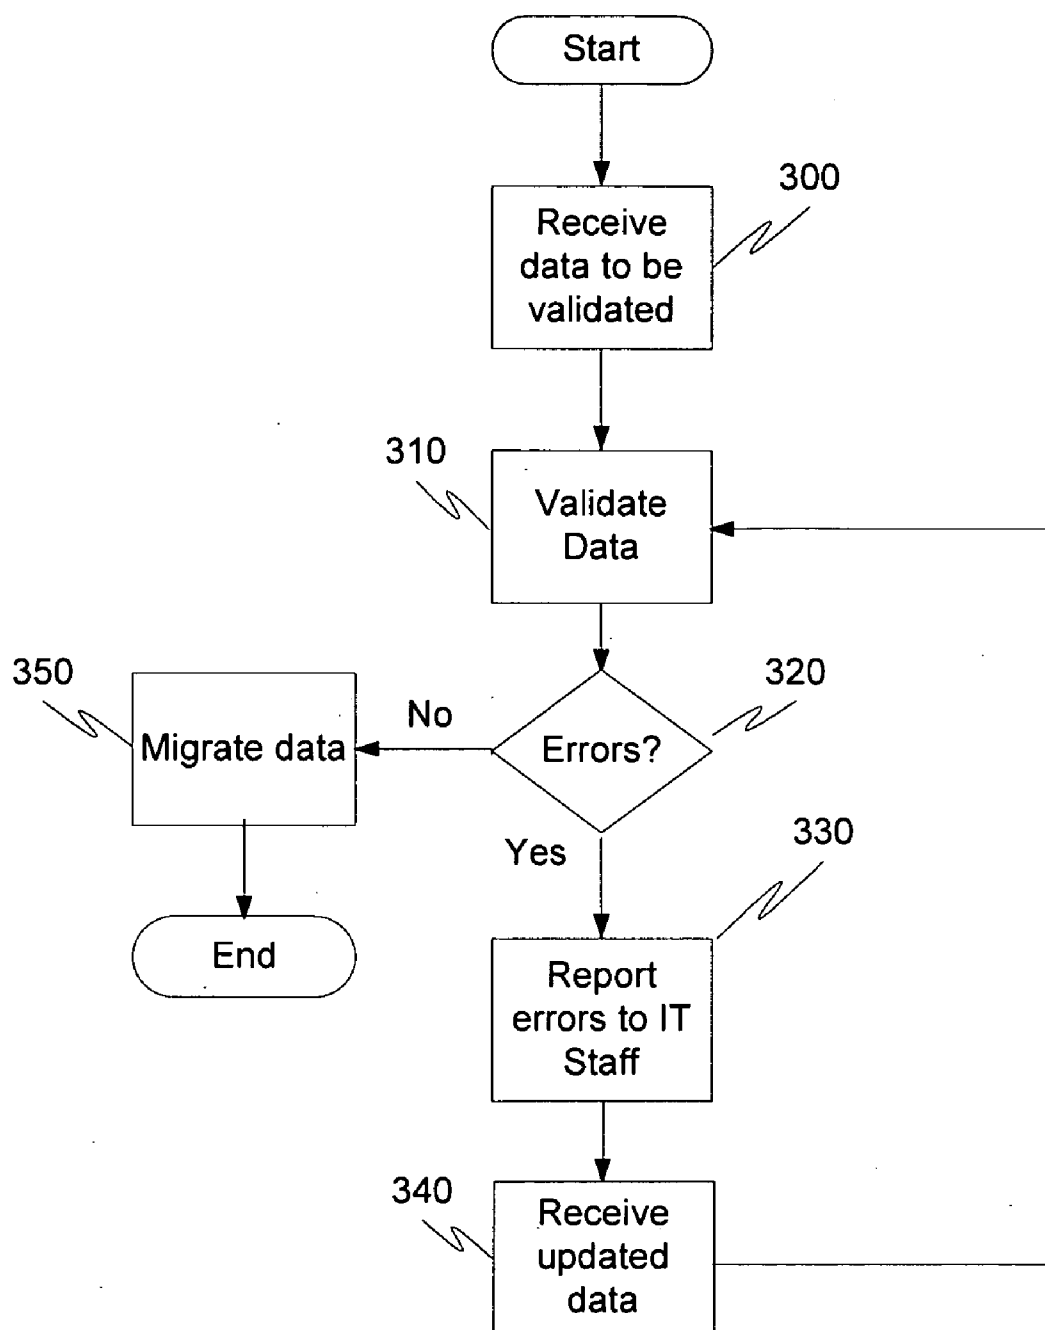 Start
300
Receive
data to be
validated
310
Validate
Data
320
Errors?
No
350
Migrate data
End
Yes
330
Report
errors to IT
Staff
340
Receive
updated
data